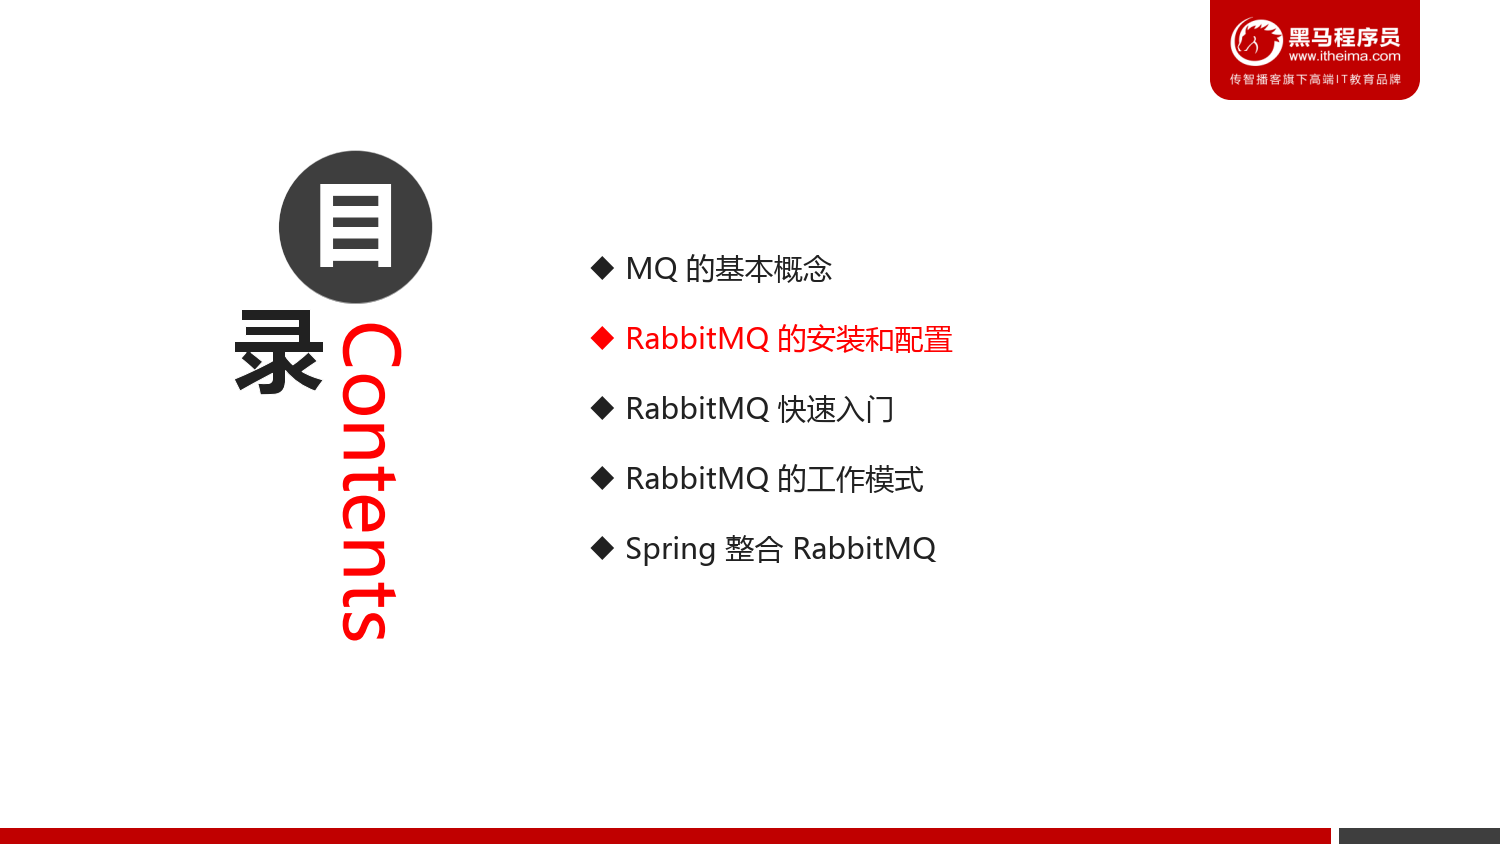 黑马程序员
www.itheima.com
传智播客旗下高端IT教育品牌
目
录
Contents
◆ MQ 的基本概念
◆ RabbitMQ 的安装和配置
◆ RabbitMQ 快速入门
◆ RabbitMQ 的工作模式
◆ Spring 整合 RabbitMQ